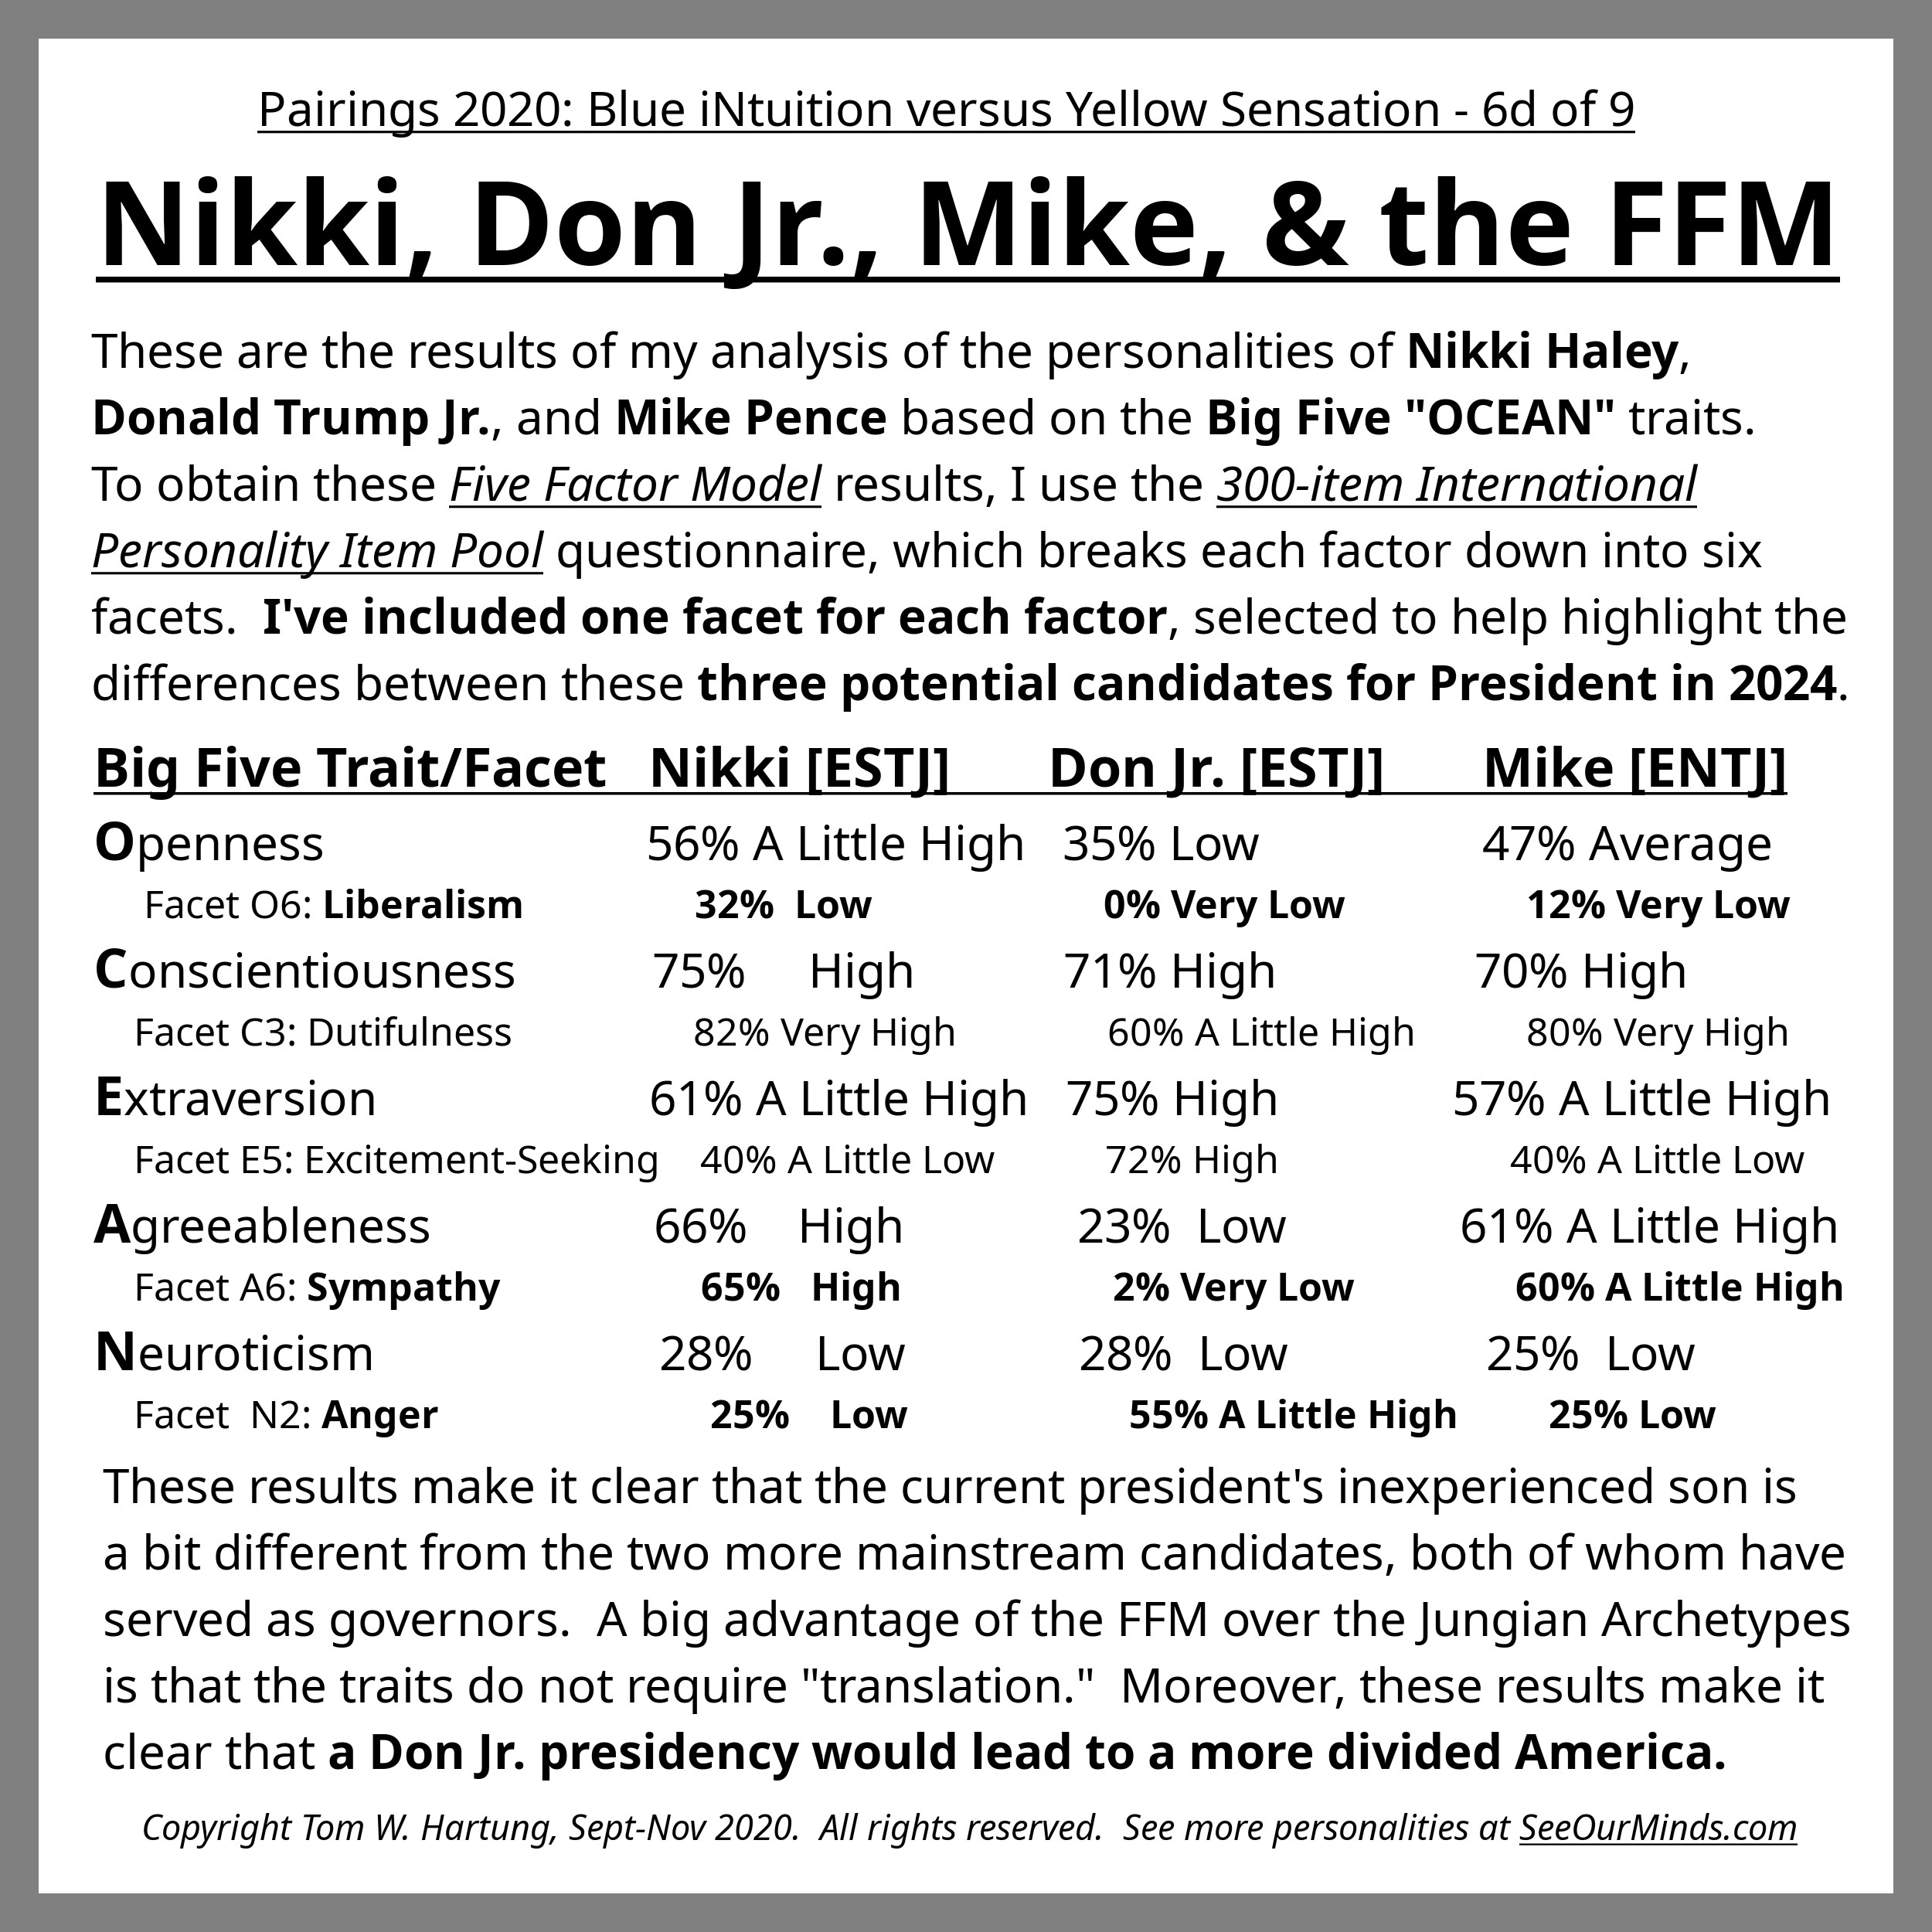 Pairings 2020: Blue iNtuition versus Yellow Sensation - 6d of 9
Nikki, Don Jr., Mike, & the FFM
These are the results of my analysis of the personalities of Nikki Haley,
Donald Trump Jr., and Mike Pence based on the Big Five "OCEAN" traits.
To obtain these Five Factor Model results, I use the 300-item International
Personality Item Pool questionnaire, which breaks each factor down into six
facets. I've included one facet for each factor, selected to help highlight the
differences between these three potential candidates for President in 2024.
Big Five Trait/Facet Nikki [ESTJ] Don Jr. [ESTJ] Mike [ENTJ]
Openness 56% A Little High 35% Low 47% Average
Facet O6: Liberalism 32% Low 0% Very Low 12% Very Low
Conscientiousness 75% High 71% High 70% High
Facet C3: Dutifulness 82% Very High 60% A Little High 80% Very High
Extraversion 61% A Little High 75% High 57% A Little High
Facet E5: Excitement-Seeking 40% A Little Low 72% High 40% A Little Low
Agreeableness 66% High 23% Low 61% A Little High
Facet A6: Sympathy 65% High 2% Very Low 60% A Little High
Neuroticism 28% Low 28% Low 25% Low
Facet N2: Anger 25% Low 55% A Little High 25% Low
These results make it clear that the current president's inexperienced son is
a bit different from the two more mainstream candidates, both of whom have
served as governors. A big advantage of the FFM over the Jungian Archetypes
is that the traits do not require "translation." Moreover, these results make it
clear that a Don Jr. presidency would lead to a more divided America.
Copyright Tom W. Hartung, Sept-Nov 2020. All rights reserved. See more personalities at SeeOurMinds.com